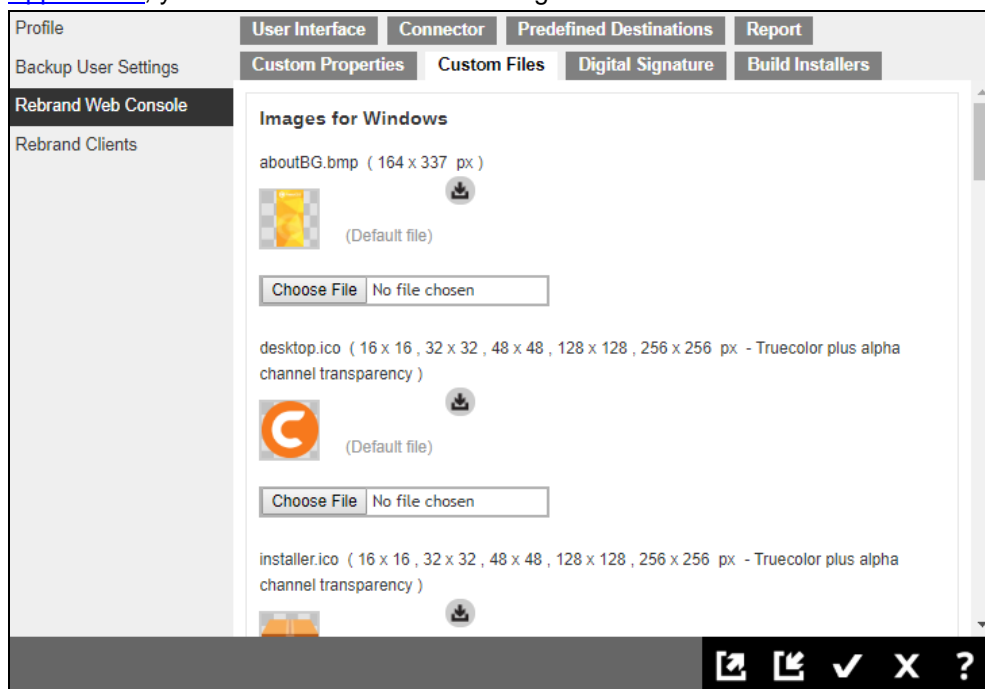 Profile
Backup User Settings
Rebrand Web Console
Rebrand Clients
User Interface Connector Predefined Destinations Report
Custom Properties Custom Files Digital Signature Build Installers
Images for Windows
aboutBG.bmp ( 164 x 337 px )
(Default file)
Choose File No file chosen
desktop.ico ( 16 x 16 , 32 x 32 , 48 x 48 , 128 x 128 , 256 x 256 px - Truecolor plus alpha
channel transparency )
(Default file)
Choose File No file chosen
installer.ico ( 16 x 16 , 32 x 32 , 48 x 48 , 128 x 128 , 256 x 256 px - Truecolor plus alpha
channel transparency )
X ?